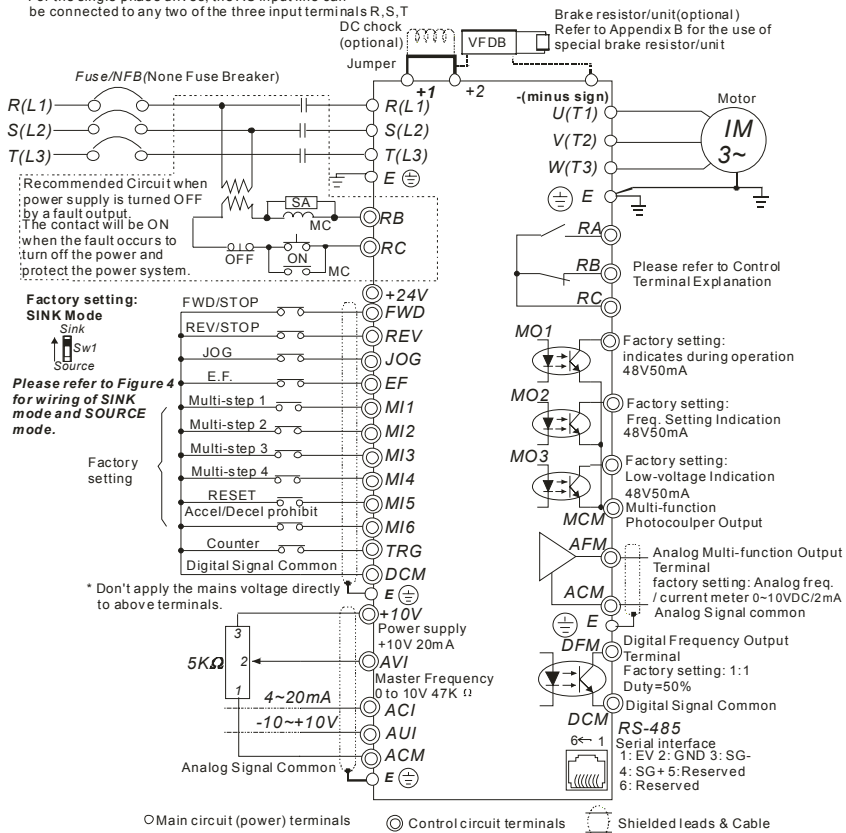 be connected to any two of the three input terminals R,S,T
DC chock
(optional)
Jumper
VFDB
Brake resistor/unit(optional)
Refer to Appendix B for the use of
special brake resistor/unit
Fuse/NFB(None Fuse Breaker)
+1
+2
-(minus sign)
R(L1)
S(L2)
T(L3)
R(L1)
S(L2)
T(L3)
E
U(T1)
V(T2)
W(T3)
E
Motor
IM
3~
Recommended Circuit when
power supply is turned OFF
by a fault output.
The contact will be ON
when the fault occurs to
turn off the power and
protect the power system.
SA
MC
OFF
ON
MC
RB
RC
RA
RB
RC
Please refer to Control
Terminal Explanation
Factory setting:
SINK Mode
Sink
Sw1
Source
Please refer to Figure 4
for wiring of SINK
mode and SOURCE
mode.
Factory
setting
+24V
FWD/STOP
FWD
REV/STOP
REV
JOG
JOG
E.F.
EF
Multi-step 1
MI1
Multi-step 2
MI2
Multi-step 3
MI3
Multi-step 4
MI4
RESET
MI5
Accel/Decel prohibit
MI6
Counter
TRG
Digital Signal Common
DCM
E
* Don't apply the mains voltage directly
to above terminals.
+10V
Power supply
+10V 20mA
3
2
1
5KΩ
AVI
Master Frequency
0 to 10V 47K Ω
4~20mA
ACI
-10~+10V
AUI
ACM
Analog Signal Common
E
MO1
Factory setting:
indicates during operation
48V50mA
MO2
Factory setting:
Freq. Setting Indication
48V50mA
MO3
Factory setting:
Low-voltage Indication
48V50mA
MCM
Multi-function
Photocoulper Output
AFM
Analog Multi-function Output
Terminal
factory setting: Analog freq.
/ current meter 0~10VDC/2mA
ACM
Analog Signal common
E
DFM
Digital Frequency Output
Terminal
Factory setting: 1:1
Duty=50%
Digital Signal Common
DCM
RS-485
Serial interface
6← 1
1: EV 2: GND 3: SG-
4: SG+ 5:Reserved
6: Reserved
Main circuit (power) terminals
Control circuit terminals
Shielded leads & Cable